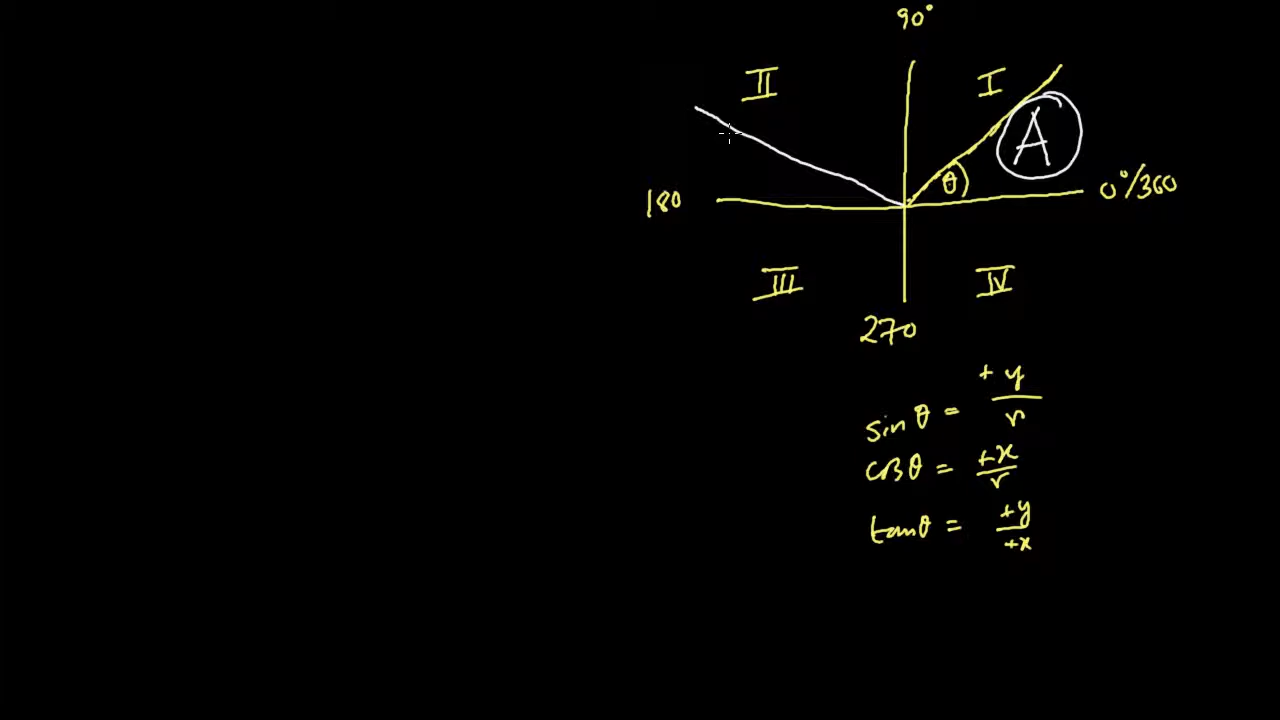 90°
II
I
A
θ
180
0°/360
III
IV
270
sin θ = +y/r
cos θ = +x/r
tan θ = +y/+x